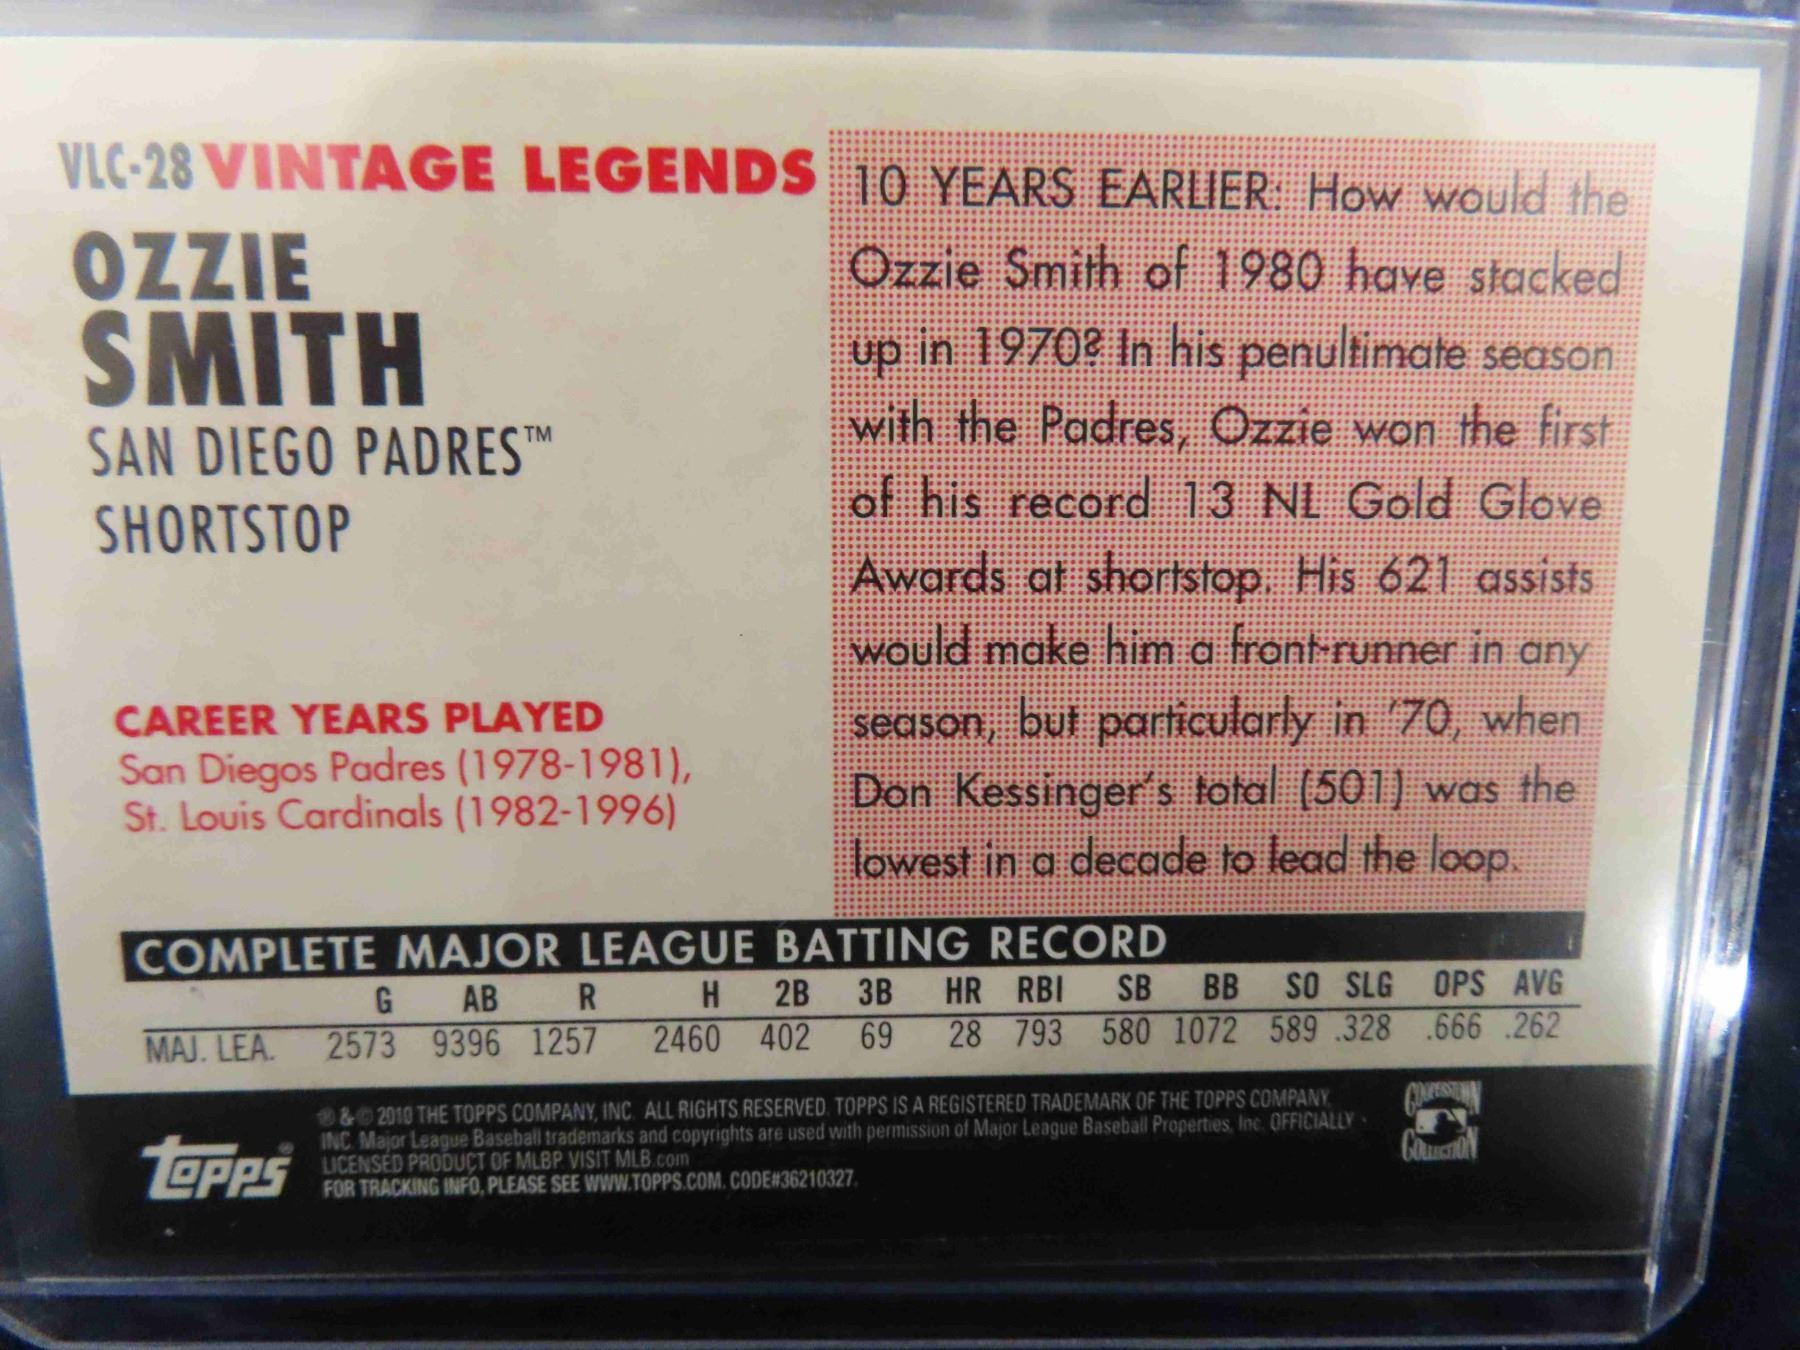 VLC-28 VINTAGE LEGENDS
OZZIE
SMITH
SAN DIEGO PADRES™
SHORTSTOP
CAREER YEARS PLAYED
San Diegos Padres (1978-1981),
St. Louis Cardinals (1982-1996)
10 YEARS EARLIER: How would the
Ozzie Smith of 1980 have stacked
up in 1970? In his penultimate season
with the Padres, Ozzie won the first
of his record 13 NL Gold Glove
Awards at shortstop. His 621 assists
would make him a front-runner in any
season, but particularly in '70, when
Don Kessinger's total (501) was the
lowest in a decade to lead the loop.
COMPLETE MAJOR LEAGUE BATTING RECORD
G AB R H 2B 3B HR RBI SB BB SO SLG OPS AVG
MAJ. LEA. 2573 9396 1257 2460 402 69 28 793 580 1072 589 .328 .666 .262
® & © 2010 THE TOPPS COMPANY, INC. ALL RIGHTS RESERVED. TOPPS IS A REGISTERED TRADEMARK OF THE TOPPS COMPANY,
INC. Major League Baseball trademarks and copyrights are used with permission of Major League Baseball Properties, Inc. OFFICIALLY
LICENSED PRODUCT OF MLBP. VISIT MLB.com
FOR TRACKING INFO, PLEASE SEE WWW.TOPPS.COM. CODE#36210327.
topps®
COOPERSTOWN
COLLECTION